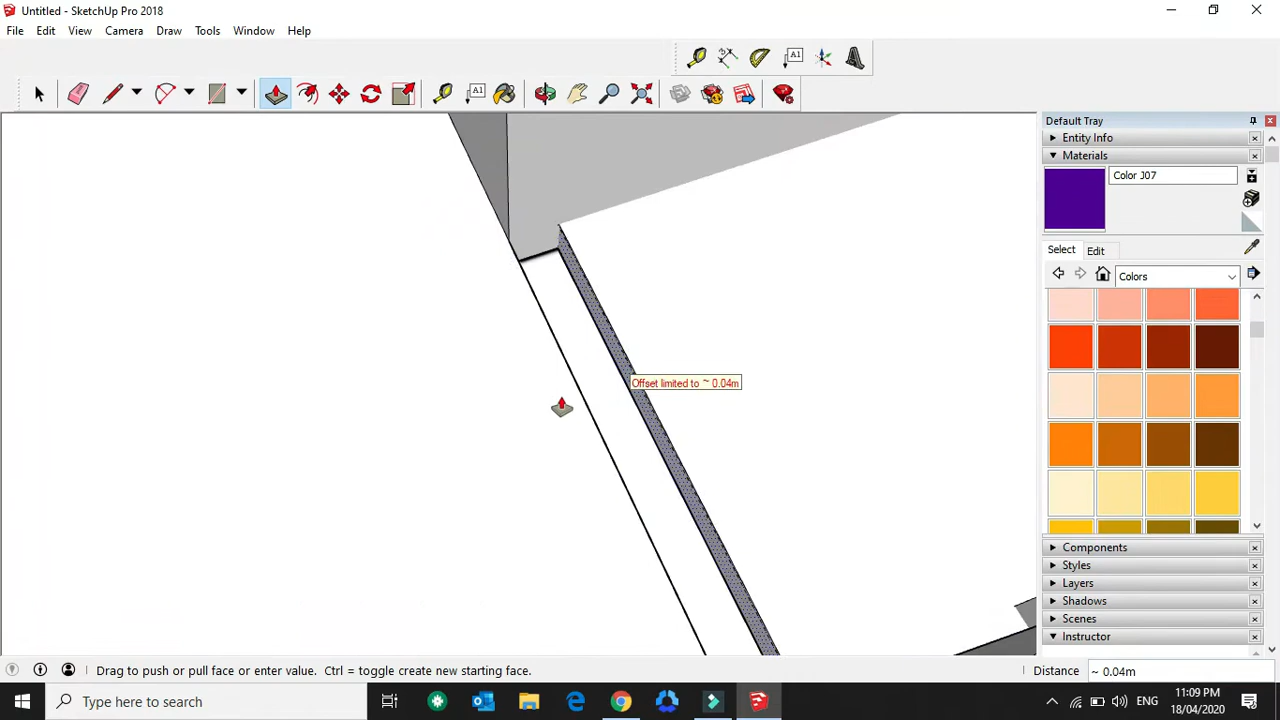 Untitled - SketchUp Pro 2018
File Edit View Camera Draw Tools Window Help
A1
A1
Default Tray
Entity Info
Materials
Color J07
Select Edit
Colors
Offset limited to ~ 0.04m
Components
Styles
Layers
Shadows
Scenes
Instructor
Drag to push or pull face or enter value. Ctrl = toggle create new starting face.
Distance ~ 0.04m
Type here to search
ENG
11:09 PM
18/04/2020